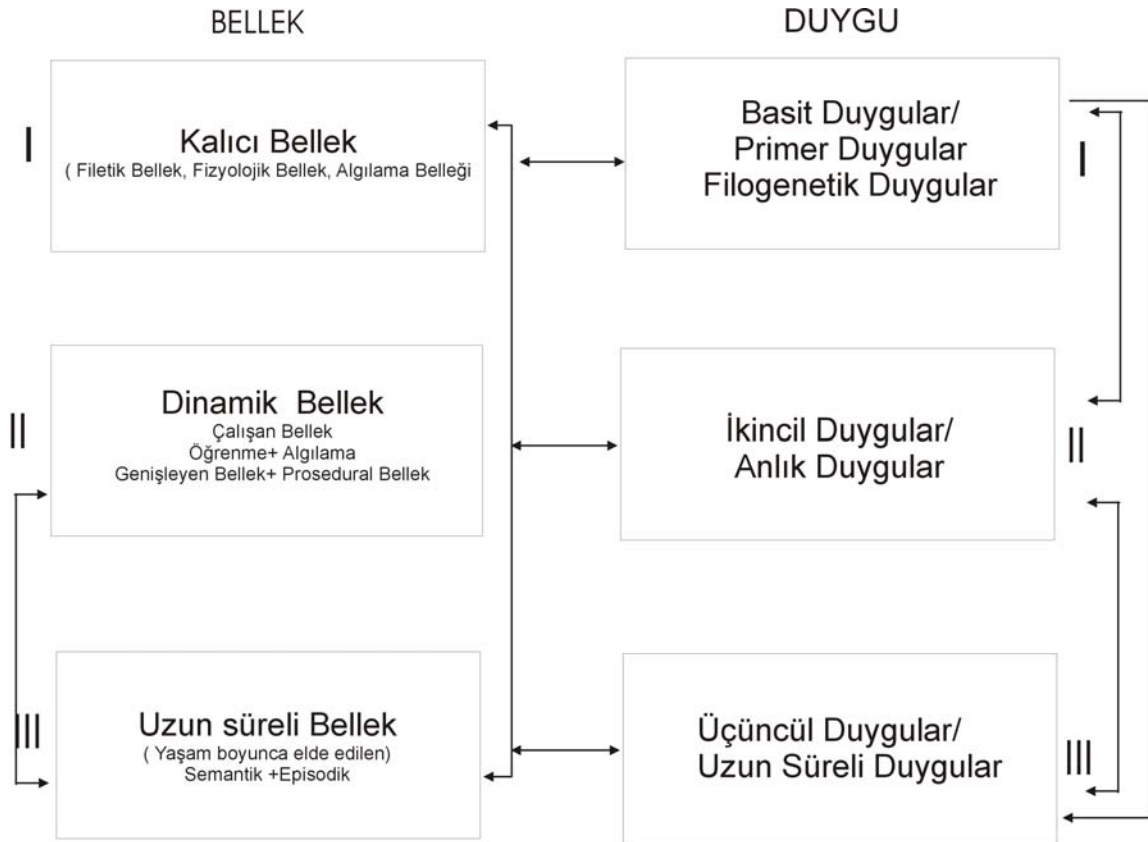 BELLEK
DUYGU
I
Kalıcı Bellek
( Filetik Bellek, Fizyolojik Bellek, Algılama Belleği
Basit Duygular/
Primer Duygular
Filogenetik Duygular
I
II
Dinamik Bellek
Çalışan Bellek
Öğrenme+ Algılama
Genişleyen Bellek+ Prosedural Bellek
İkincil Duygular/
Anlık Duygular
II
III
Uzun süreli Bellek
( Yaşam boyunca elde edilen)
Semantik +Episodik
Üçüncül Duygular/
Uzun Süreli Duygular
III